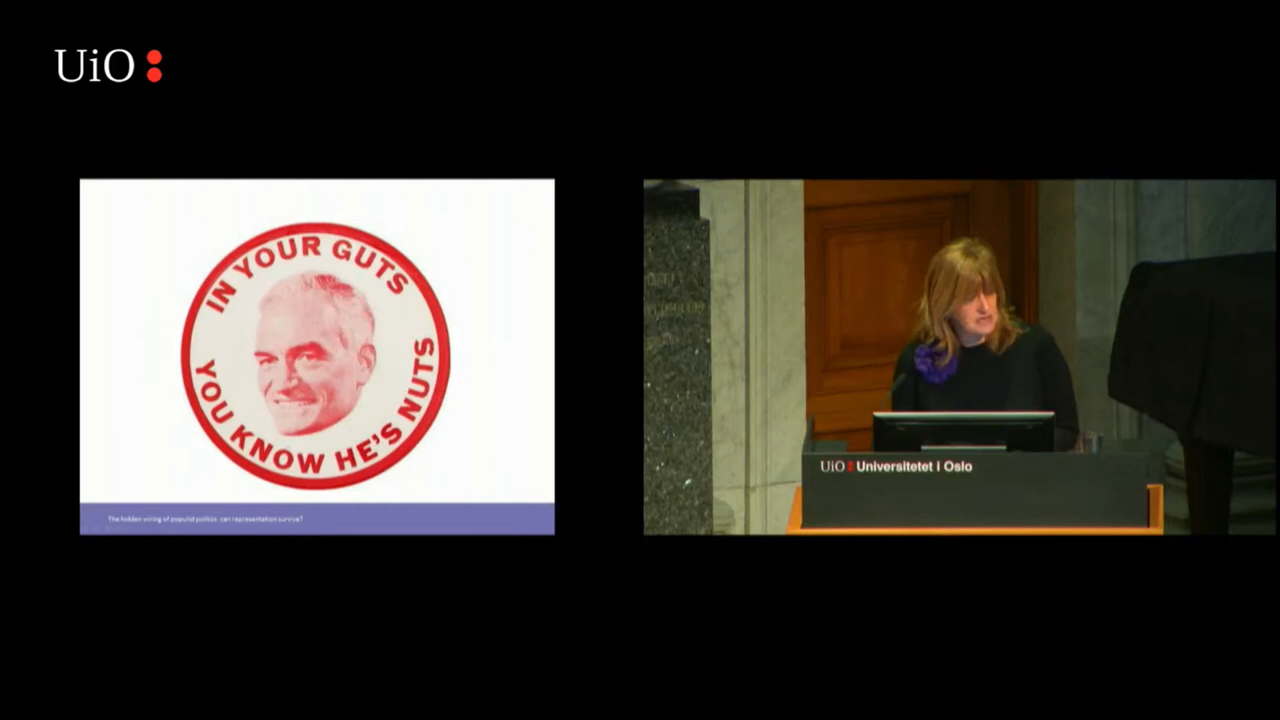 UiO:
IN YOUR GUTS
YOU KNOW HE'S NUTS
The hidden wiring of populist politics: can representation survive?
UiO: Universitetet i Oslo